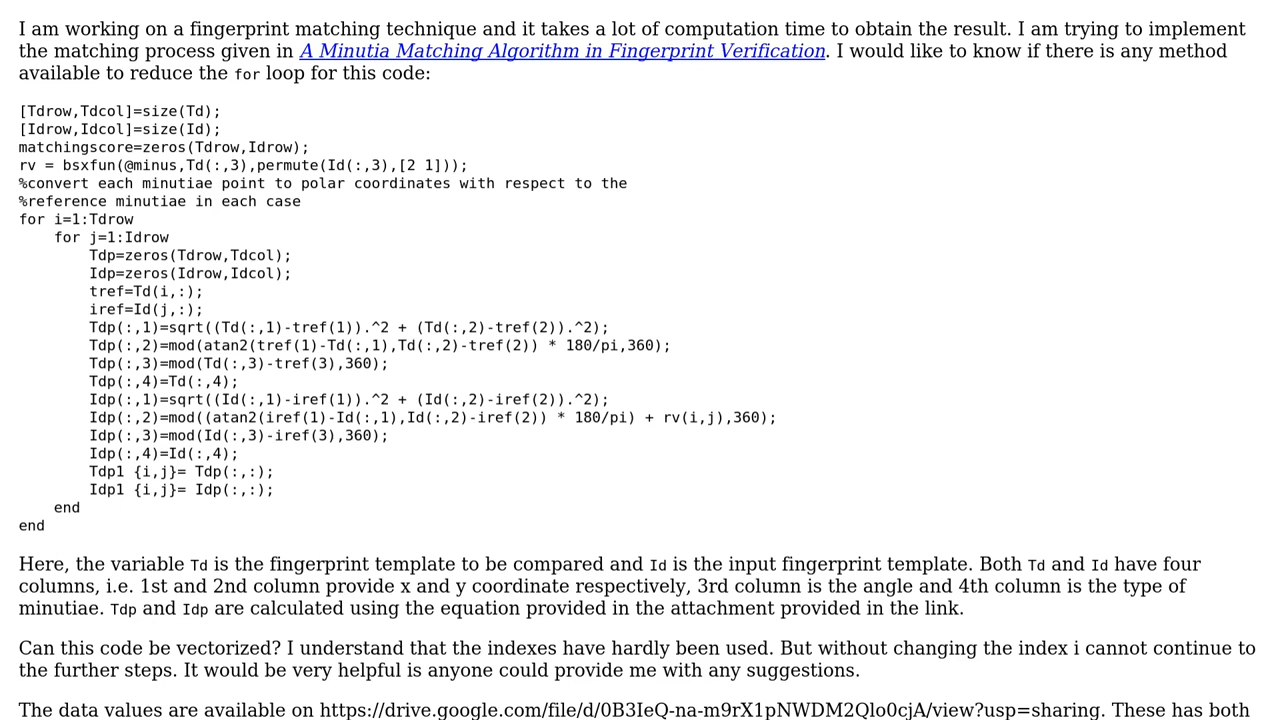 I am working on a fingerprint matching technique and it takes a lot of computation time to obtain the result. I am trying to implement
the matching process given in A Minutia Matching Algorithm in Fingerprint Verification. I would like to know if there is any method
available to reduce the for loop for this code:
[Tdrow,Tdcol]=size(Td);
[Idrow,Idcol]=size(Id);
matchingscore=zeros(Tdrow,Idrow);
rv = bsxfun(@minus,Td(:,3),permute(Id(:,3),[2 1]));
%convert each minutiae point to polar coordinates with respect to the
%reference minutiae in each case
for i=1:Tdrow
    for j=1:Idrow
        Tdp=zeros(Tdrow,Tdcol);
        Idp=zeros(Idrow,Idcol);
        tref=Td(i,:);
        iref=Id(j,:);
        Tdp(:,1)=sqrt((Td(:,1)-tref(1)).^2 + (Td(:,2)-tref(2)).^2);
        Tdp(:,2)=mod(atan2(tref(1)-Td(:,1),Td(:,2)-tref(2)) * 180/pi,360);
        Tdp(:,3)=mod(Td(:,3)-tref(3),360);
        Tdp(:,4)=Td(:,4);
        Idp(:,1)=sqrt((Id(:,1)-iref(1)).^2 + (Id(:,2)-iref(2)).^2);
        Idp(:,2)=mod((atan2(iref(1)-Id(:,1),Id(:,2)-iref(2)) * 180/pi) + rv(i,j),360);
        Idp(:,3)=mod(Id(:,3)-iref(3),360);
        Idp(:,4)=Id(:,4);
        Tdp1 {i,j}= Tdp(:,:);
        Idp1 {i,j}= Idp(:,:);
    end
end
Here, the variable Td is the fingerprint template to be compared and Id is the input fingerprint template. Both Td and Id have four
columns, i.e. 1st and 2nd column provide x and y coordinate respectively, 3rd column is the angle and 4th column is the type of
minutiae. Tdp and Idp are calculated using the equation provided in the attachment provided in the link.
Can this code be vectorized? I understand that the indexes have hardly been used. But without changing the index i cannot continue to
the further steps. It would be very helpful is anyone could provide me with any suggestions.
The data values are available on https://drive.google.com/file/d/0B3IeQ-na-m9rX1pNWDM2Qlo0cjA/view?usp=sharing. These has both